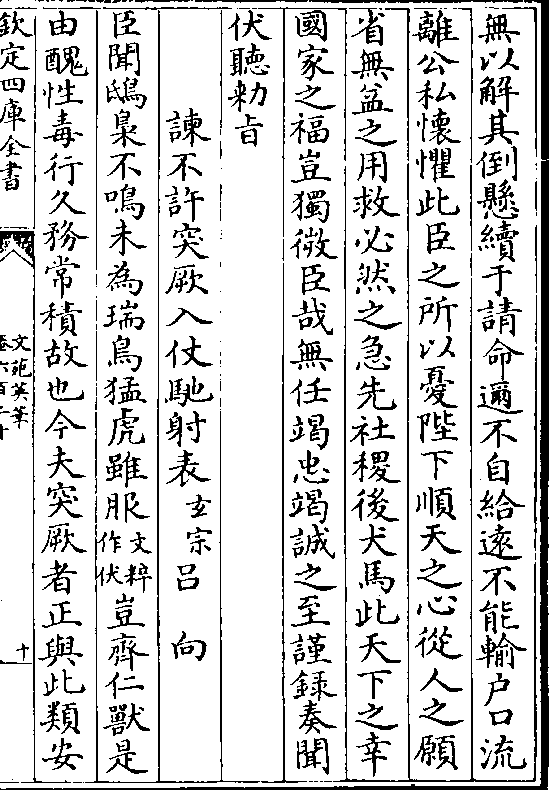 無以解其倒懸續于請命邇不自給遠不能輸户口流
離公私懷懼此臣之所以憂陛下順天之心從人之願
省無益之用救必然之急先社稷後犬馬此天下之幸
國家之福豈獨微臣哉無任竭忠竭誠之至謹録奏聞
伏聽勑旨
諫不許突厥入仗馳射表玄宗 吕向
臣聞鴟梟不鳴未為瑞鳥猛虎雖服文粹作伏豈齊仁獸是
由醜性毒行久務常積故也今夫突厥者正與此類安
欽定四庫全書
文苑英華
卷六百二十
十